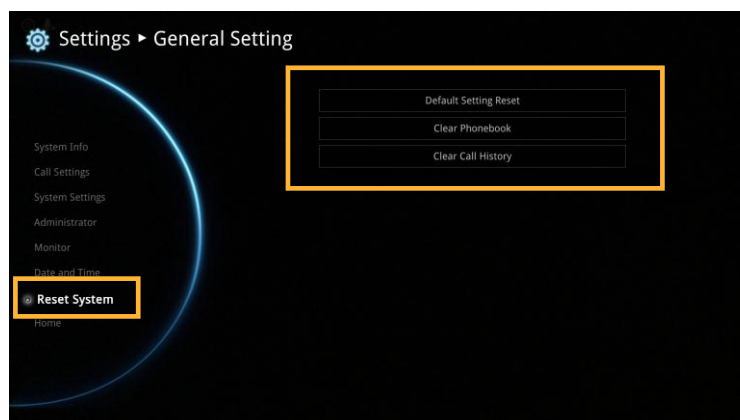 Settings ▸ General Setting
Default Setting Reset
Clear Phonebook
Clear Call History
System Info
Call Settings
System Settings
Administrator
Monitor
Date and Time
Reset System
Home